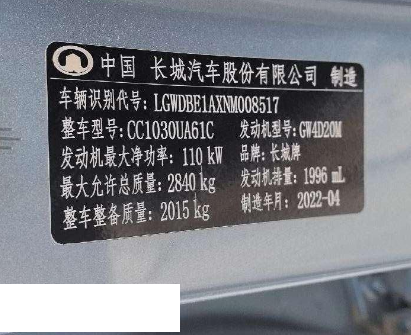 中国 长城汽车股份有限公司 制造
车辆识别代号：LGWDBE1AXNM008517
整车型号：CC1030UA61C 发动机型号：GW4D20M
发动机最大净功率：110 kW 品牌：长城牌
最大允许总质量：2840 kg 发动机排量：1996 mL
整车整备质量：2015 kg 制造年月：2022-04